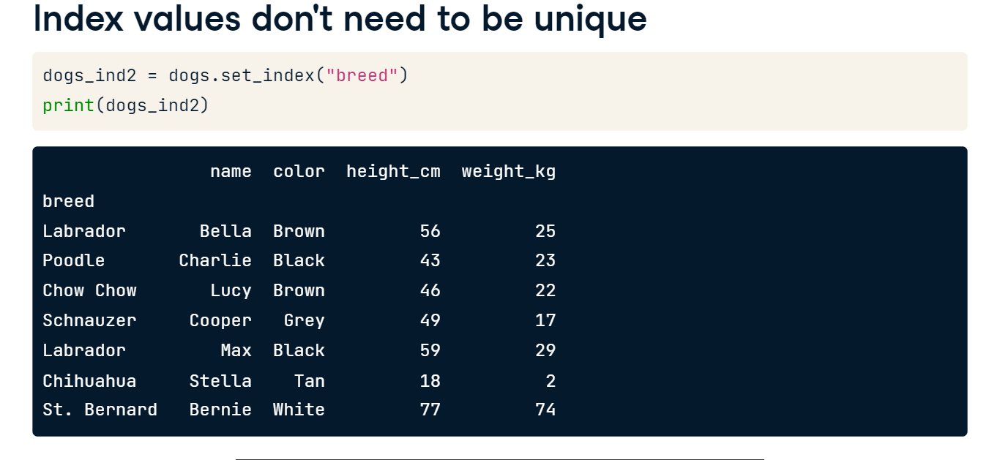 Index values don't need to be unique
dogs_ind2 = dogs.set_index("breed")
print(dogs_ind2)
                name  color  height_cm  weight_kg
breed
Labrador       Bella  Brown         56         25
Poodle       Charlie  Black         43         23
Chow Chow       Lucy  Brown         46         22
Schnauzer     Cooper   Grey         49         17
Labrador         Max  Black         59         29
Chihuahua     Stella    Tan         18          2
St. Bernard   Bernie  White         77         74